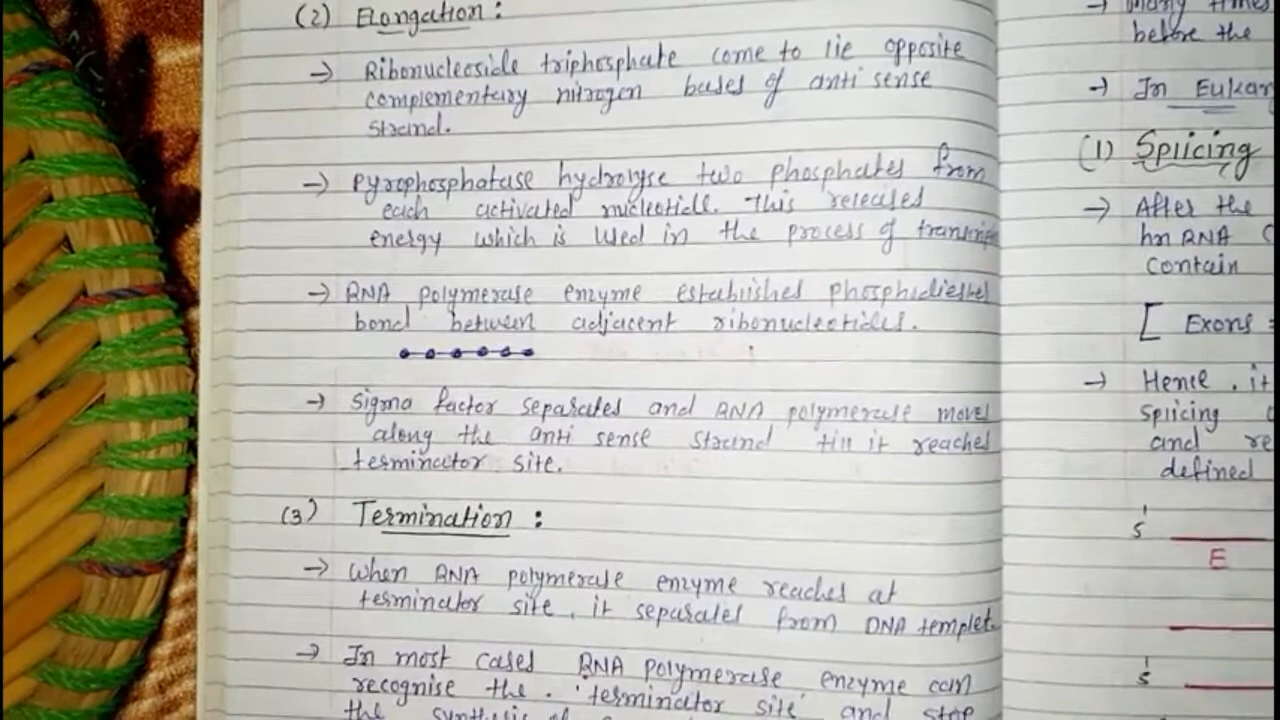 (2) Elongation :
→ Ribonucleoside triphosphate come to lie opposite
complementary nitrogen bases of anti sense
strand.
→ Pyrophosphatase hydrolyse two phosphates from
each activated nucleotide. This releases
energy which is used in the process of
→ RNA polymerase enzyme established
bond between adjacent ribonucleotides.
→ Sigma factor separates and RNA polymerase moves
along the anti sense strand till it reaches
terminator site.
(3) Termination :
→ When RNA polymerase enzyme reaches at
terminator site, it separates from DNA templet.
→ In most cases RNA polymerase enzyme can
recognise the 'terminator site' and stop
the synthesis of
→ Many times
before the
→ In Eukar
(1) Splicing
→ After the
hn RNA
contain
[ Exons =
→ Hence, it
splicing
and re
defined
5'
E
5'